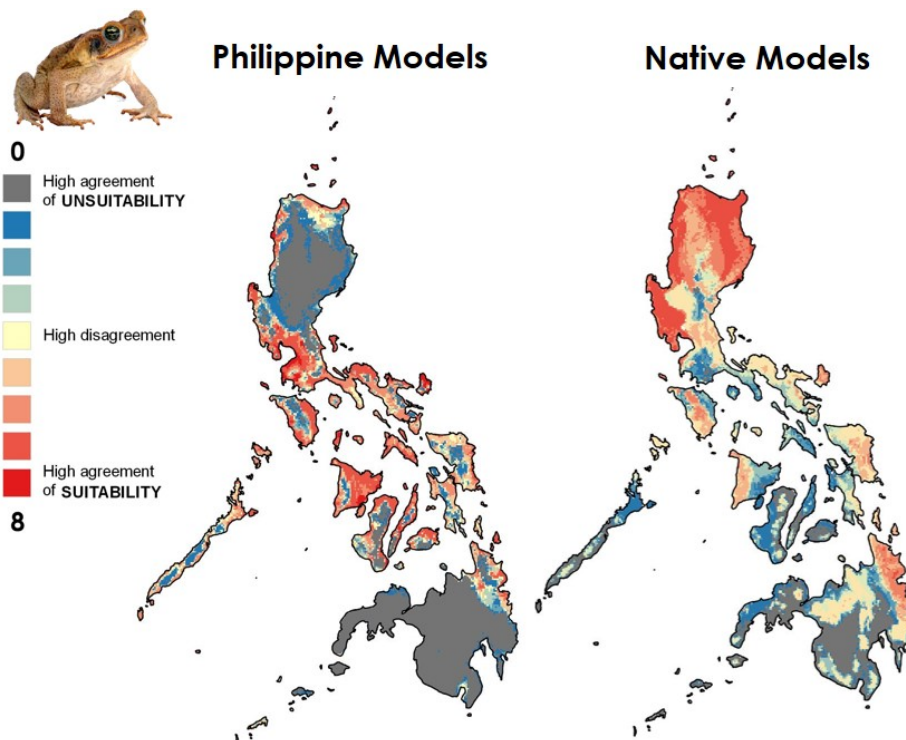 Philippine Models
Native Models
0
High agreement
of UNSUITABILITY
High disagreement
High agreement
of SUITABILITY
8